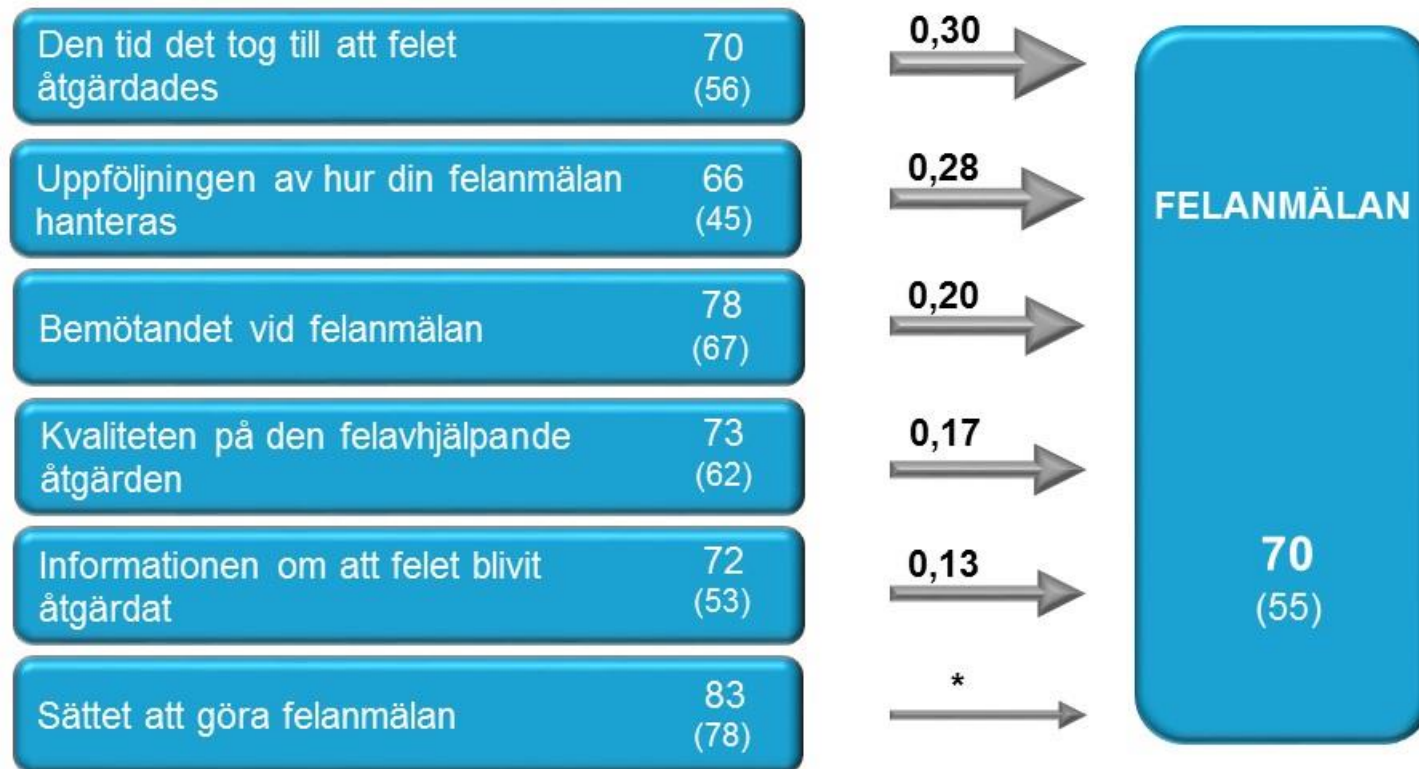 Den tid det tog till att felet
åtgärdades
70
(56)
0,30
Uppföljningen av hur din felanmälan
hanteras
66
(45)
0,28
Bemötandet vid felanmälan
78
(67)
0,20
Kvaliteten på den felavhjälpande
åtgärden
73
(62)
0,17
Informationen om att felet blivit
åtgärdat
72
(53)
0,13
Sättet att göra felanmälan
83
(78)
*
FELANMÄLAN
70
(55)